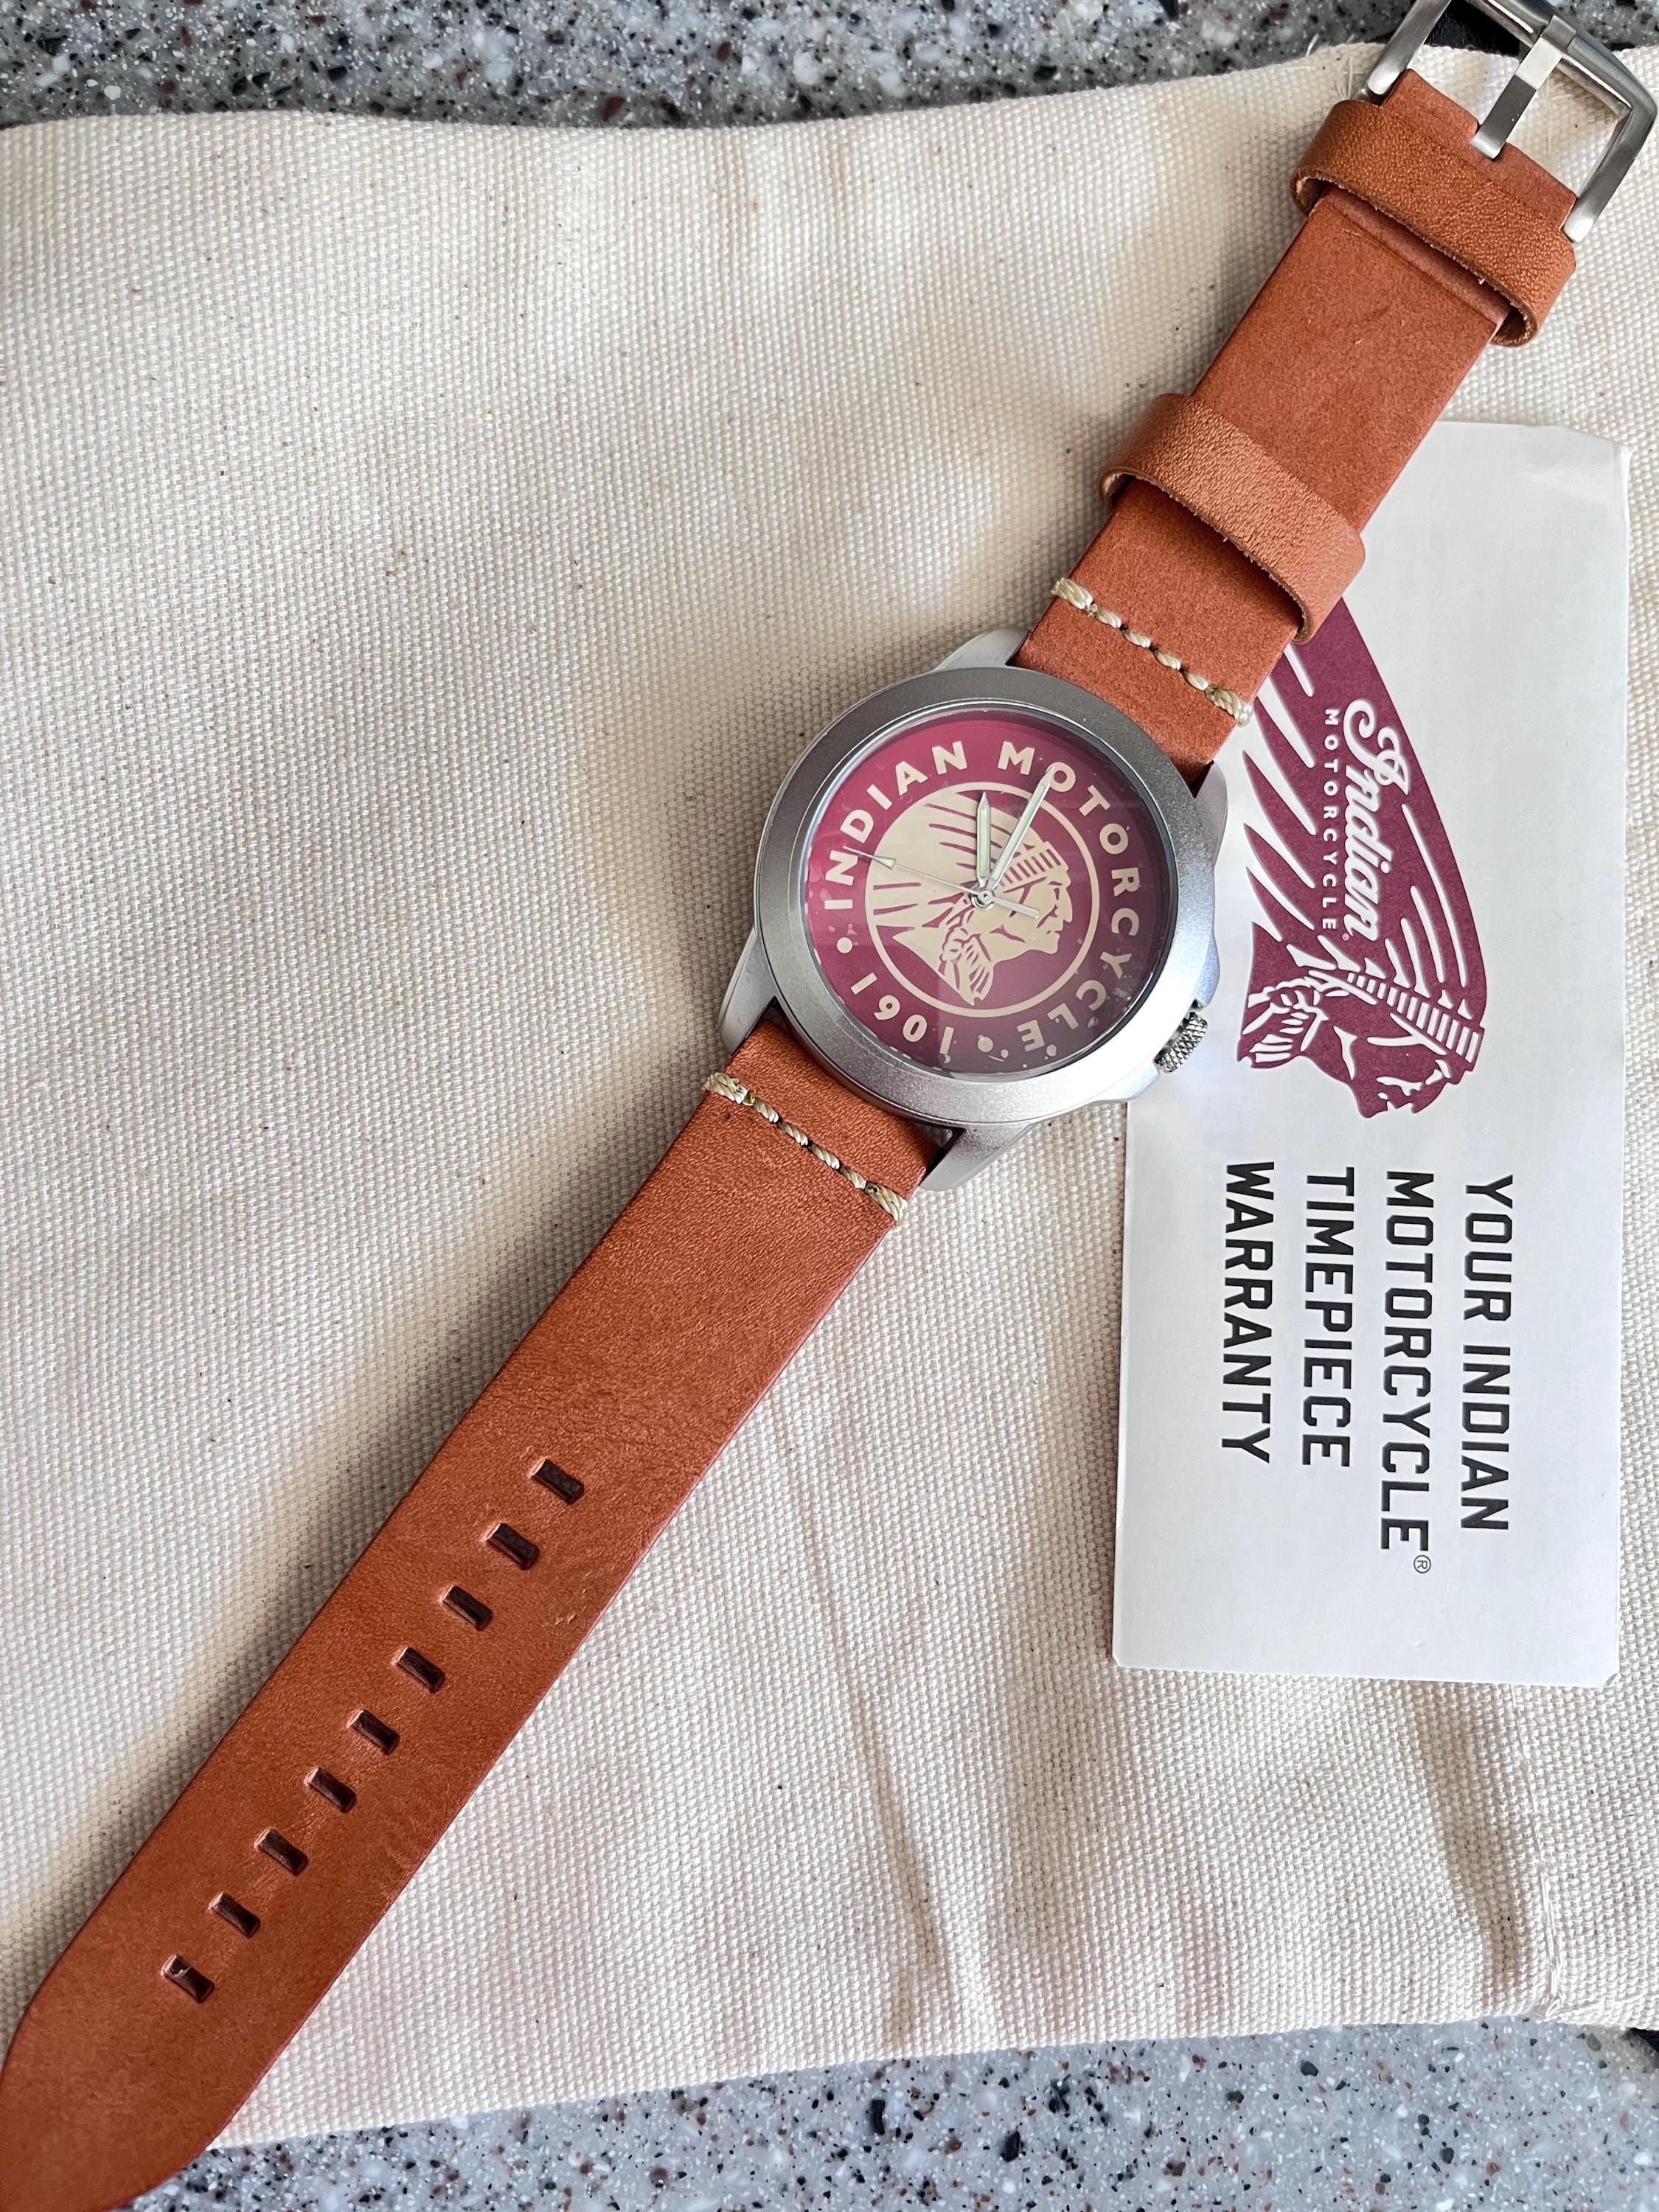 INDIAN MOTORCYCLE • 1901 •
Indian
MOTORCYCLE®
YOUR INDIAN
MOTORCYCLE®
TIMEPIECE
WARRANTY